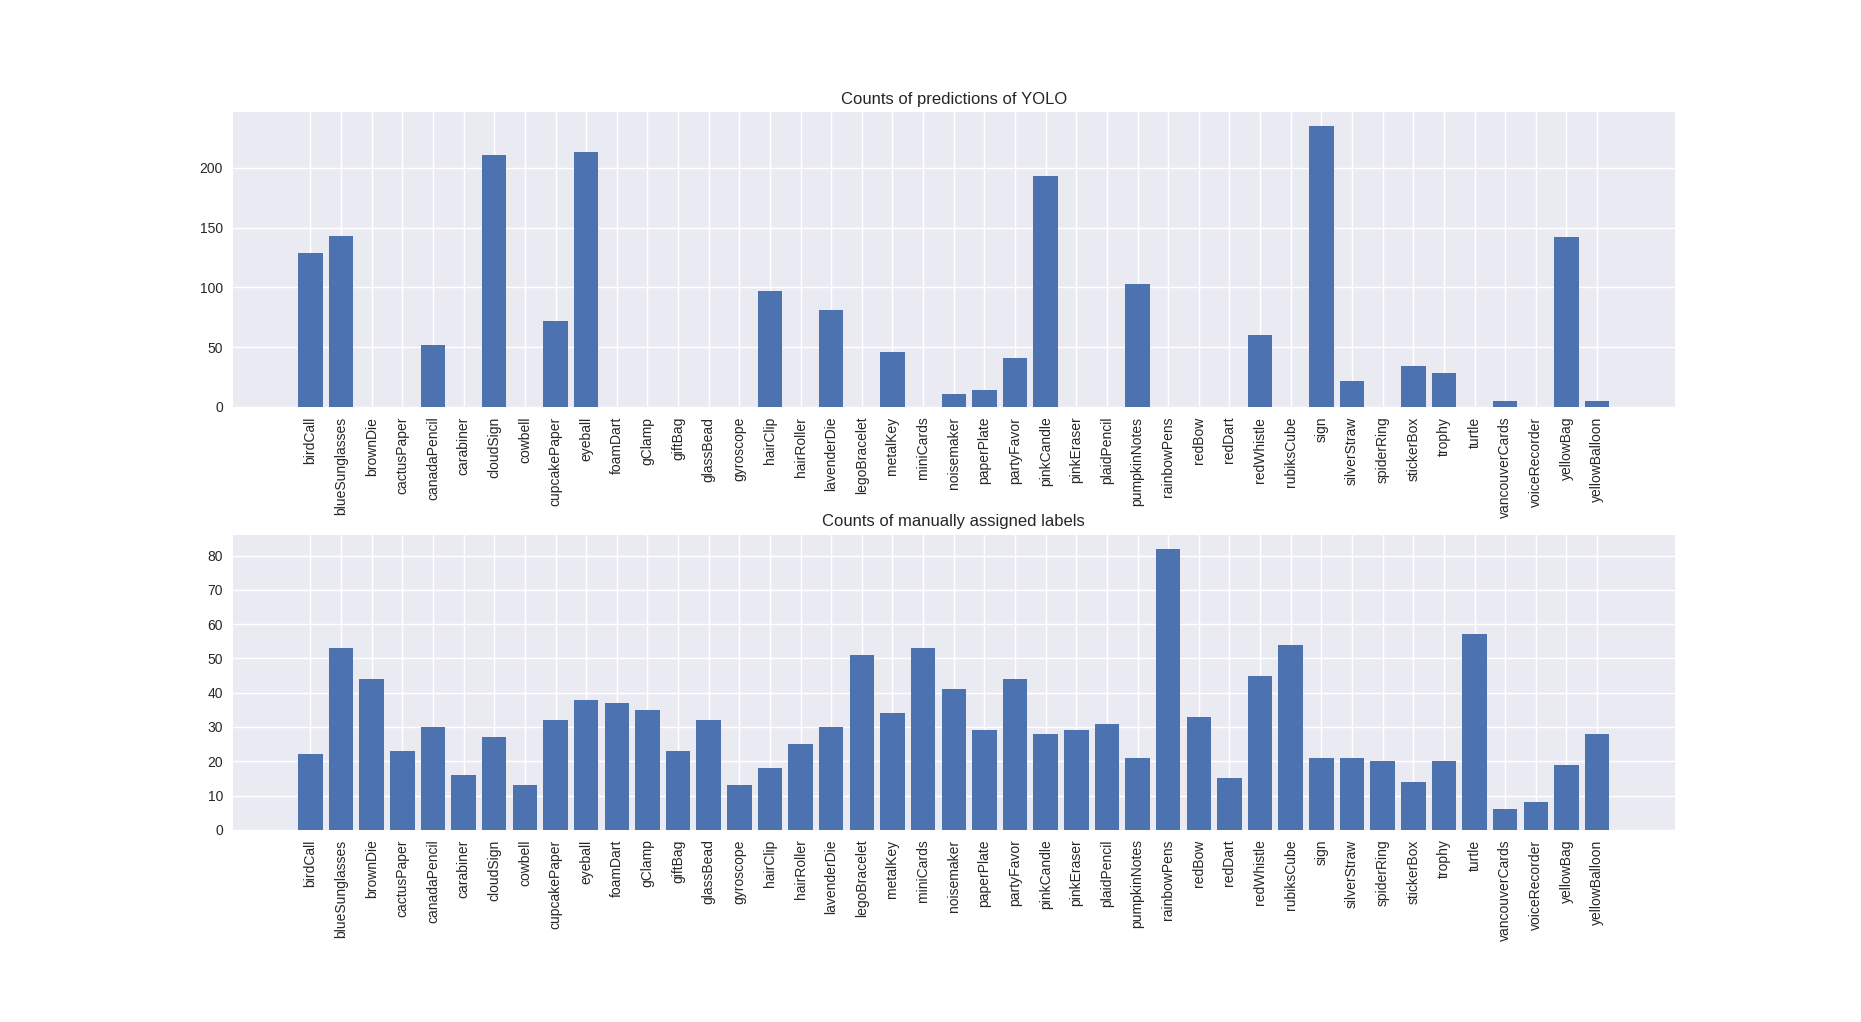 Counts of predictions of YOLO
200
150
100
50
0
birdCall
blueSunglasses
brownDie
cactusPaper
canadaPencil
carabiner
cloudSign
cowbell
cupcakePaper
eyeball
foamDart
gClamp
giftBag
glassBead
gyroscope
hairClip
hairRoller
lavenderDie
legoBracelet
metalKey
miniCards
noisemaker
paperPlate
partyFavor
pinkCandle
pinkEraser
plaidPencil
pumpkinNotes
rainbowPens
redBow
redDart
redWhistle
rubiksCube
sign
silverStraw
spiderRing
stickerBox
trophy
turtle
vancouverCards
voiceRecorder
yellowBag
yellowBalloon
Counts of manually assigned labels
80
70
60
50
40
30
20
10
0
birdCall
blueSunglasses
brownDie
cactusPaper
canadaPencil
carabiner
cloudSign
cowbell
cupcakePaper
eyeball
foamDart
gClamp
giftBag
glassBead
gyroscope
hairClip
hairRoller
lavenderDie
legoBracelet
metalKey
miniCards
noisemaker
paperPlate
partyFavor
pinkCandle
pinkEraser
plaidPencil
pumpkinNotes
rainbowPens
redBow
redDart
redWhistle
rubiksCube
sign
silverStraw
spiderRing
stickerBox
trophy
turtle
vancouverCards
voiceRecorder
yellowBag
yellowBalloon